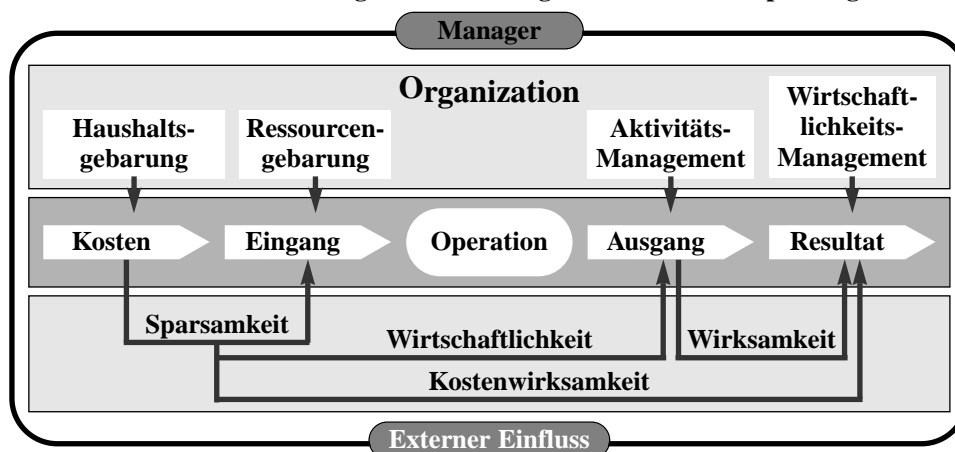 Manager
Organization
Haushalts-
gebarung
Ressourcen-
gebarung
Aktivitäts-
Management
Wirtschaft-
lichkeits-
Management
Kosten
Eingang
Operation
Ausgang
Resultat
Sparsamkeit
Wirtschaftlichkeit
Wirksamkeit
Kostenwirksamkeit
Externer Einfluss